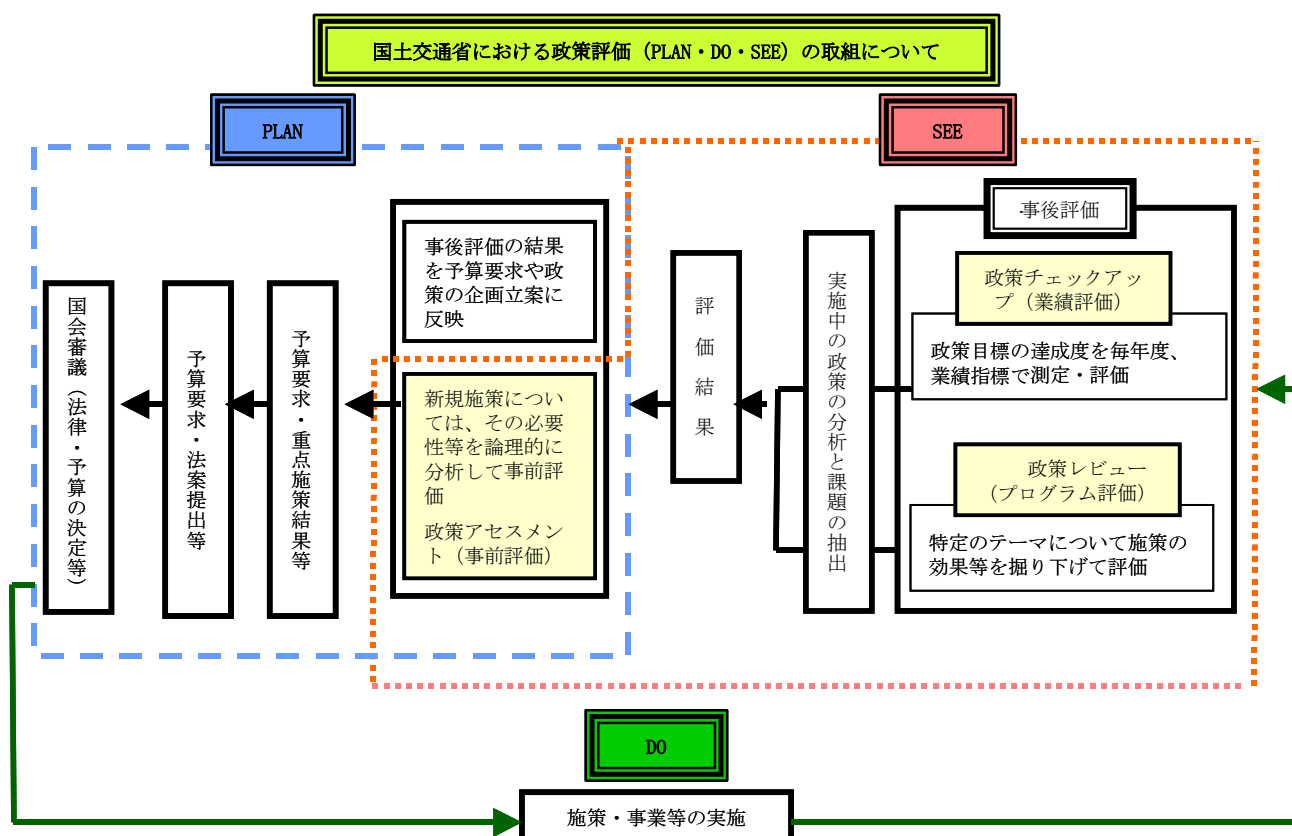 国土交通省における政策評価（PLAN・DO・SEE）の取組について
PLAN
SEE
国会審議（法律・予算の決定等）
予算要求・法案提出等
予算要求・重点施策結果等
事後評価の結果
を予算要求や政
策の企画立案に
反映
新規施策につい
ては、その必要
性等を論理的に
分析して事前評
価
政策アセスメン
ト（事前評価）
評価結果
実施中の政策の分析と課題の抽出
事後評価
政策チェックアッ
プ（業績評価）
政策目標の達成度を毎年度、
業績指標で測定・評価
政策レビュー
（プログラム評価）
特定のテーマについて施策の
効果等を掘り下げて評価
DO
施策・事業等の実施